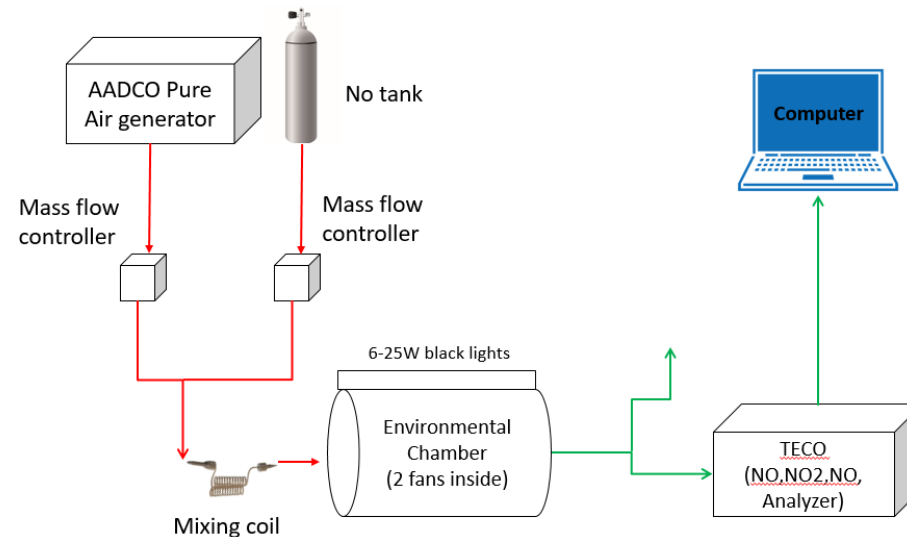 AADCO Pure
Air generator
No tank
Mass flow
controller
Mass flow
controller
Computer
6-25W black lights
Environmental
Chamber
(2 fans inside)
TECO
(NO,NO2,NO,
Analyzer)
Mixing coil